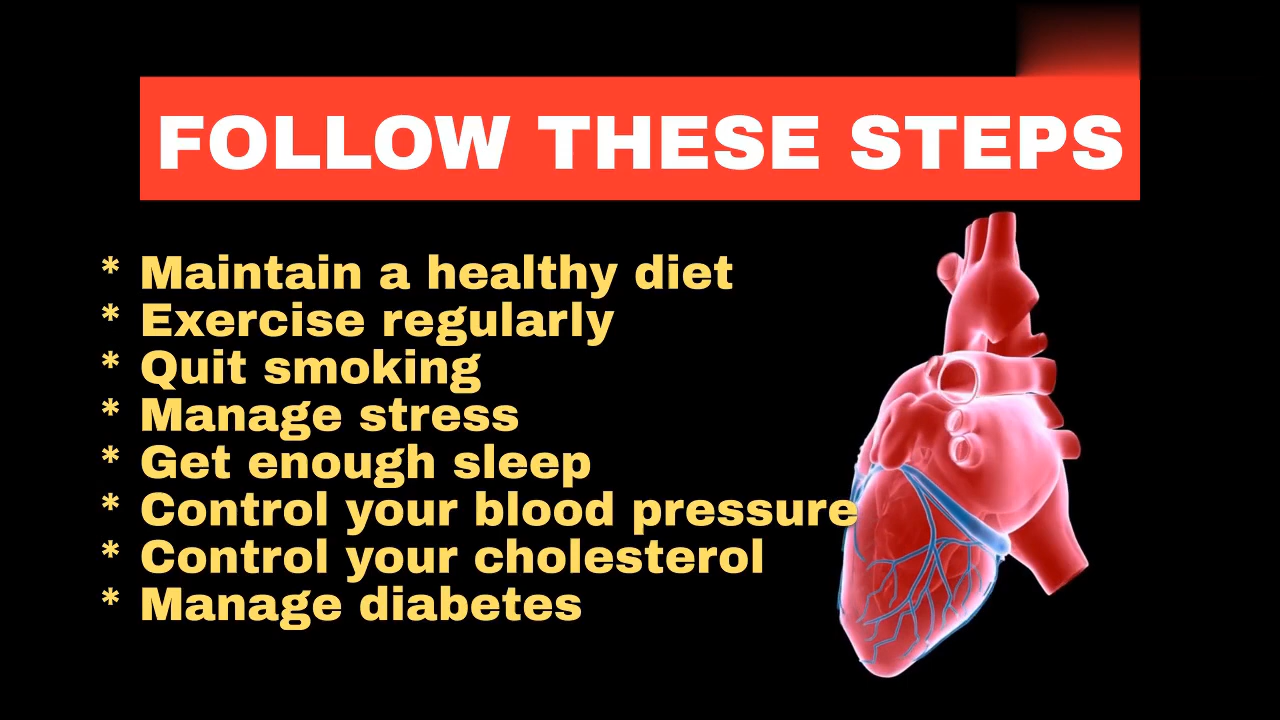 FOLLOW THESE STEPS
* Maintain a healthy diet
* Exercise regularly
* Quit smoking
* Manage stress
* Get enough sleep
* Control your blood pressure
* Control your cholesterol
* Manage diabetes